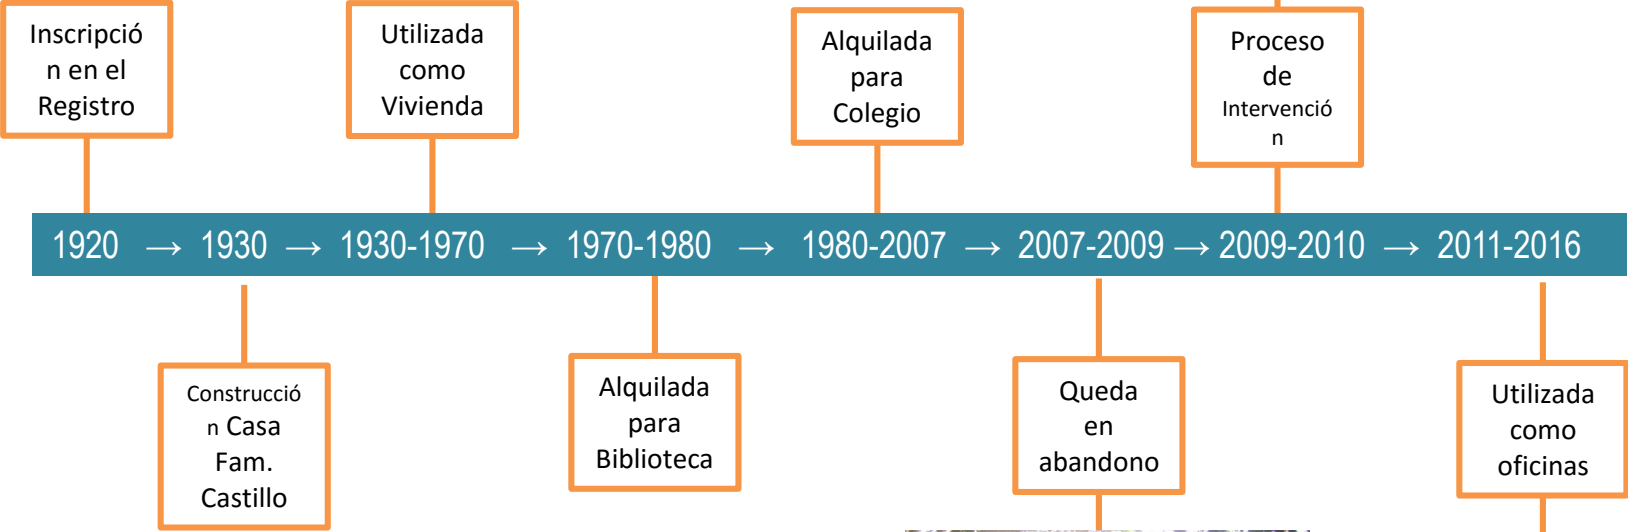 Inscripció
n en el
Registro
Utilizada
como
Vivienda
Alquilada
para
Colegio
Proceso
de
Intervenció
n
1920 → 1930 → 1930-1970 → 1970-1980 → 1980-2007 → 2007-2009 → 2009-2010 → 2011-2016
Construcció
n Casa
Fam.
Castillo
Alquilada
para
Biblioteca
Queda
en
abandono
Utilizada
como
oficinas